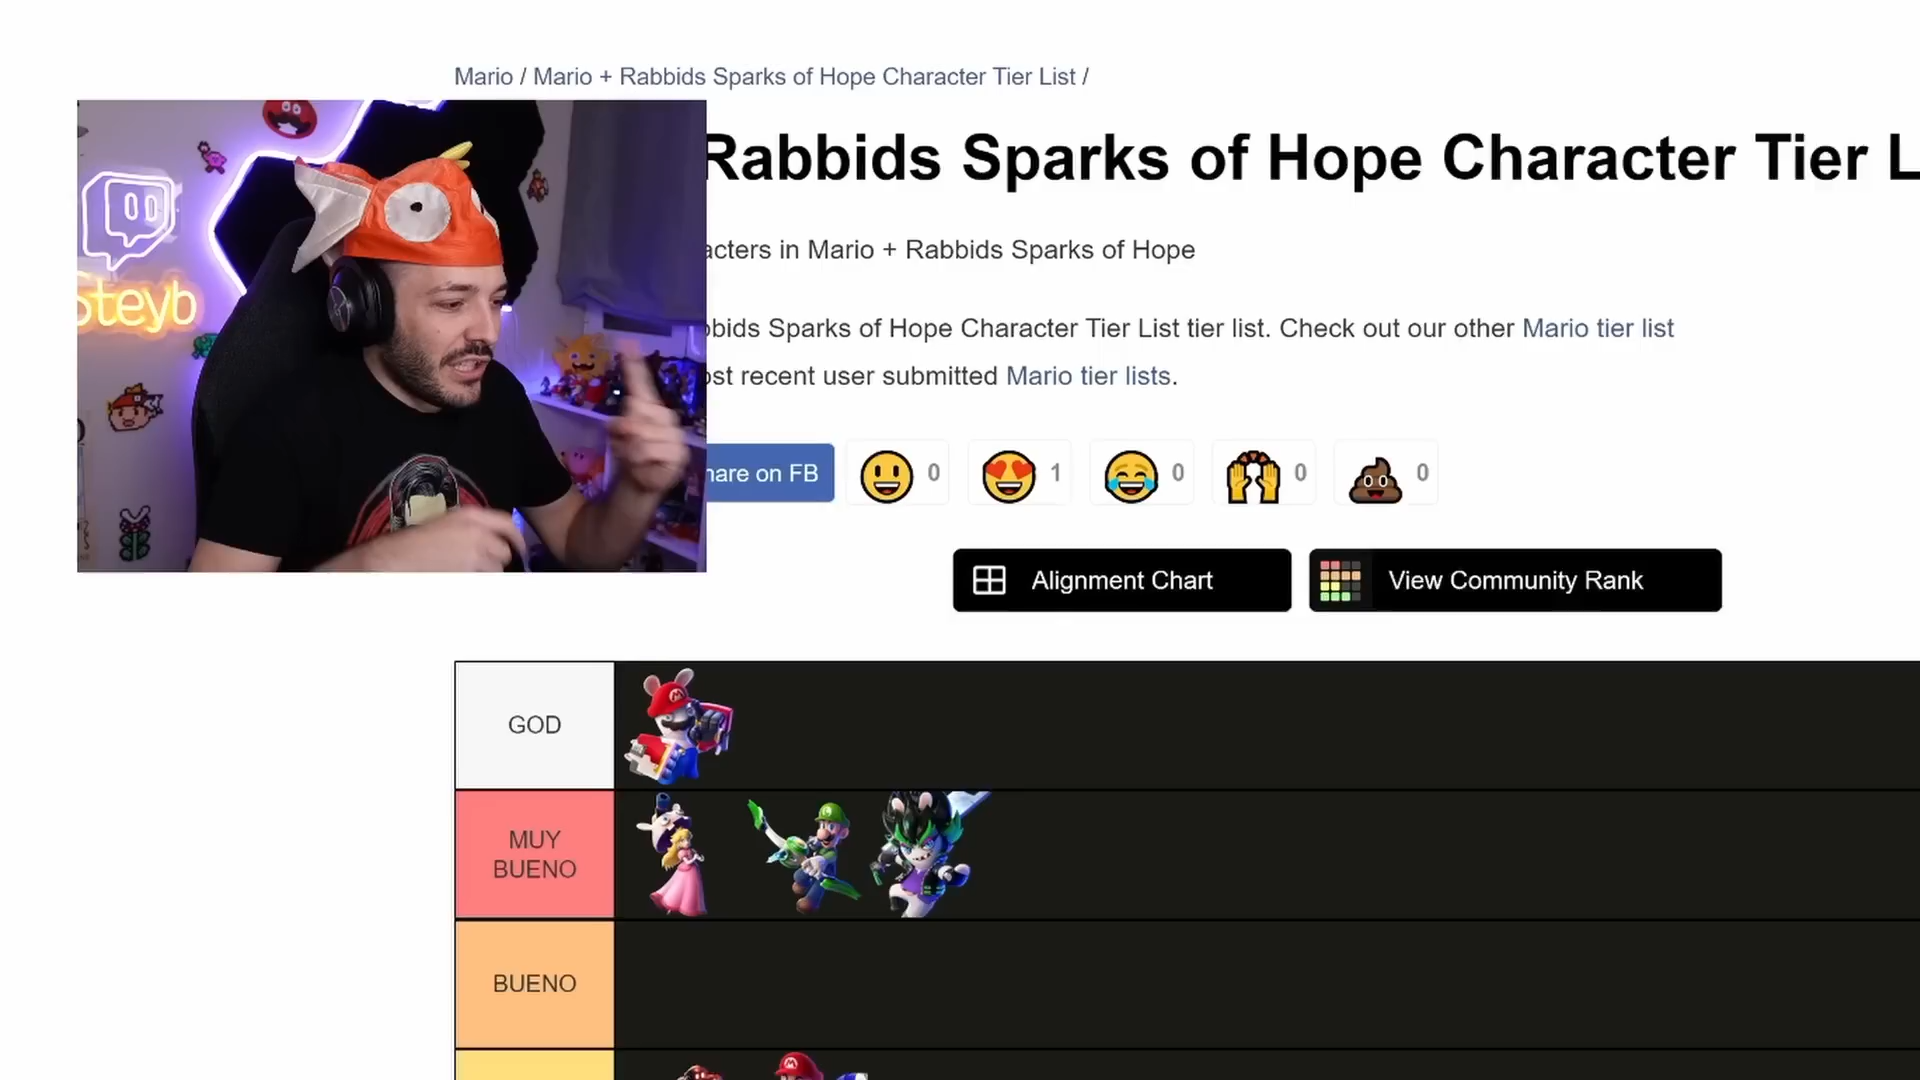 Mario / Mario + Rabbids Sparks of Hope Character Tier List /
Rabbids Sparks of Hope Character Tier L
acters in Mario + Rabbids Sparks of Hope
bbids Sparks of Hope Character Tier List tier list. Check out our other Mario tier list
ost recent user submitted Mario tier lists.
Steyb
hare on FB
0
1
0
0
0
Alignment Chart
View Community Rank
GOD
MUY
BUENO
BUENO